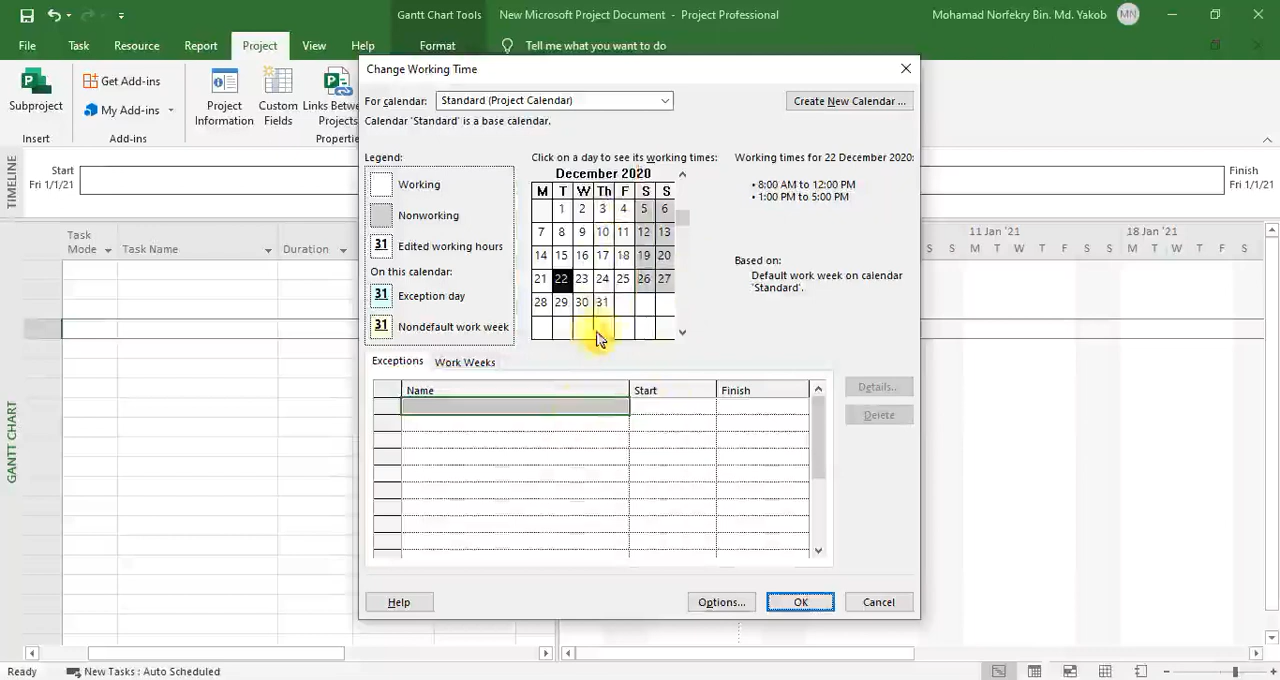 Gantt Chart Tools
New Microsoft Project Document - Project Professional
Mohamad Norfekry Bin. Md. Yakob
MN
File Task Resource Report Project View Help Format Tell me what you want to do
Subproject
Insert
Get Add-ins
My Add-ins
Add-ins
Project Information
Custom Fields
Links Between Projects
Properti
TIMELINE
Start
Fri 1/1/21
Finish
Fri 1/1/21
Task Mode
Task Name
Duration
11 Jan '21
18 Jan '21
S S M T W T F S S M T W T F S
GANTT CHART
Change Working Time
For calendar: Standard (Project Calendar)
Create New Calendar ...
Calendar 'Standard' is a base calendar.
Legend:
Working
Nonworking
31 Edited working hours
On this calendar:
31 Exception day
31 Nondefault work week
Click on a day to see its working times:
December 2020
M T W Th F S S
1 2 3 4 5 6
7 8 9 10 11 12 13
14 15 16 17 18 19 20
21 22 23 24 25 26 27
28 29 30 31
Working times for 22 December 2020:
• 8:00 AM to 12:00 PM
• 1:00 PM to 5:00 PM
Based on:
Default work week on calendar
'Standard'.
Exceptions Work Weeks
Name Start Finish
Details...
Delete
Help
Options...
OK
Cancel
Ready
New Tasks : Auto Scheduled